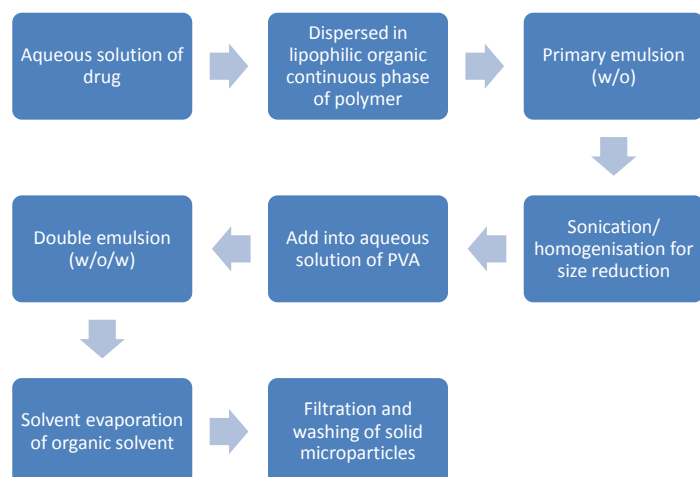 Aqueous solution of
drug
Dispersed in
lipophilic organic
continuous phase
of polymer
Primary emulsion
(w/o)
Sonication/
homogenisation for
size reduction
Add into aqueous
solution of PVA
Double emulsion
(w/o/w)
Solvent evaporation
of organic solvent
Filtration and
washing of solid
microparticles